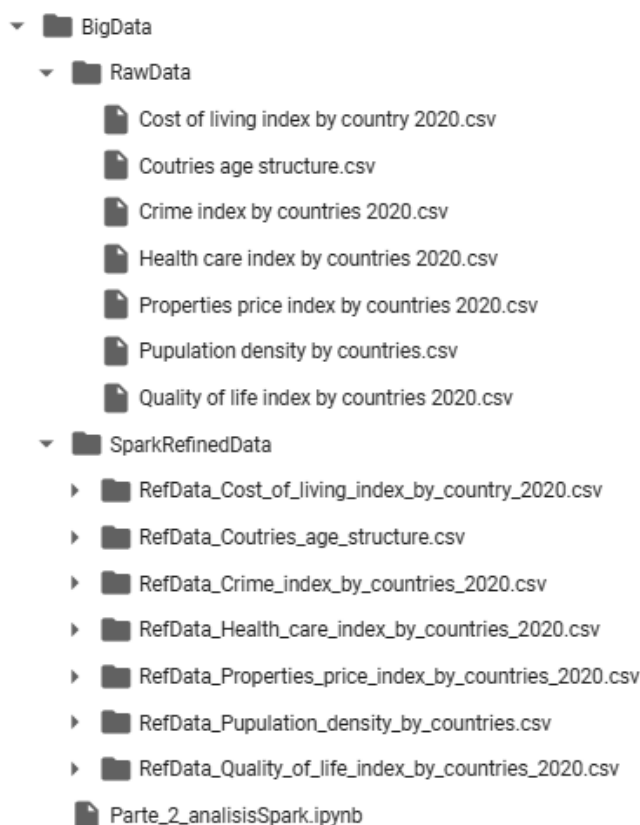 BigData
RawData
Cost of living index by country 2020.csv
Coutries age structure.csv
Crime index by countries 2020.csv
Health care index by countries 2020.csv
Properties price index by countries 2020.csv
Pupulation density by countries.csv
Quality of life index by countries 2020.csv
SparkRefinedData
RefData_Cost_of_living_index_by_country_2020.csv
RefData_Coutries_age_structure.csv
RefData_Crime_index_by_countries_2020.csv
RefData_Health_care_index_by_countries_2020.csv
RefData_Properties_price_index_by_countries_2020.csv
RefData_Pupulation_density_by_countries.csv
RefData_Quality_of_life_index_by_countries_2020.csv
Parte_2_analisisSpark.ipynb